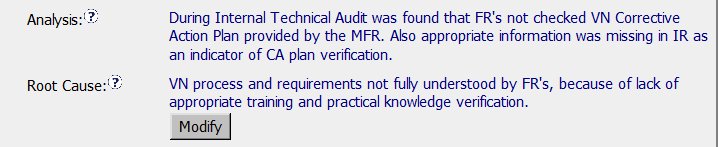 Analysis:? During Internal Technical Audit was found that FR's not checked VN Corrective
Action Plan provided by the MFR. Also appropriate information was missing in IR as
an indicator of CA plan verification.
Root Cause:? VN process and requirements not fully understood by FR's, because of lack of
appropriate training and practical knowledge verification.
Modify